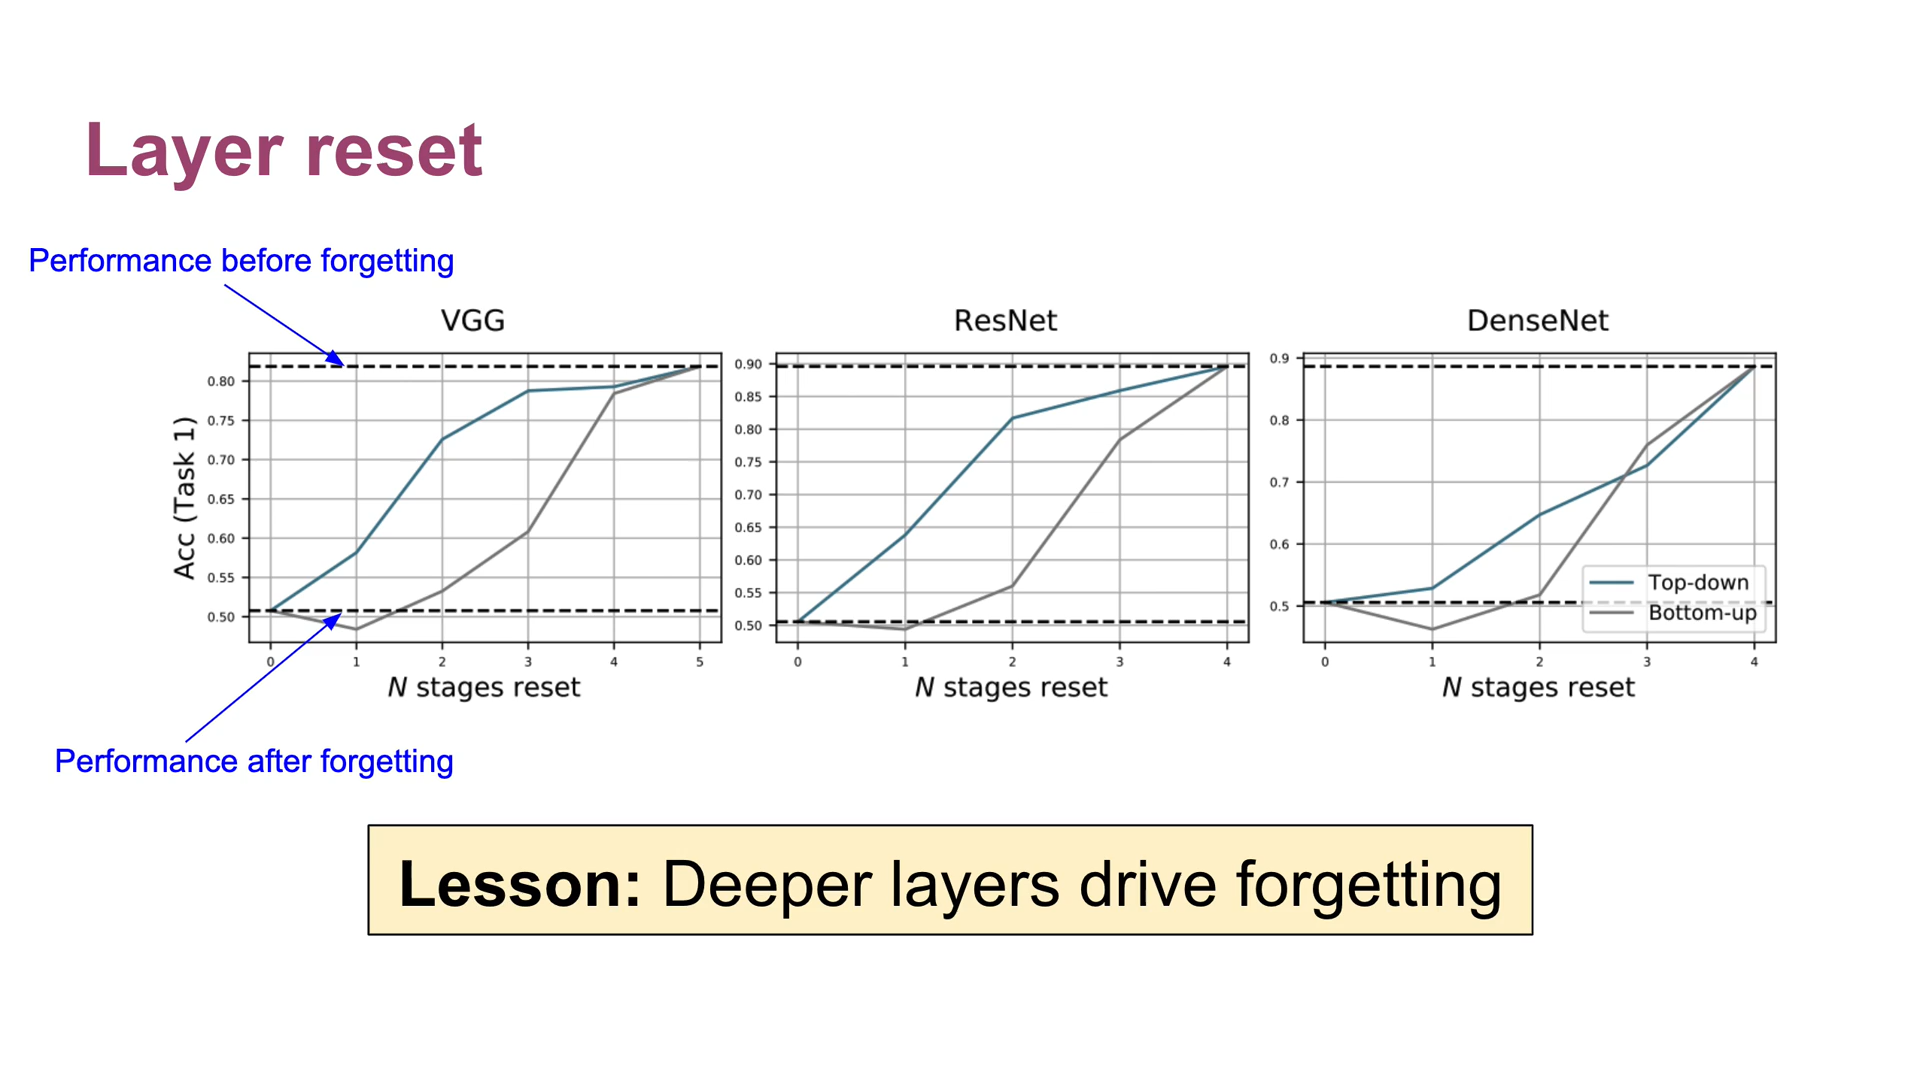 Layer reset
Performance before forgetting
VGG
ResNet
DenseNet
Acc (Task 1)
0.80
0.75
0.70
0.65
0.60
0.55
0.50
0 1 2 3 4 5
N stages reset
0.90
0.85
0.80
0.75
0.70
0.65
0.60
0.55
0.50
0 1 2 3 4
N stages reset
0.9
0.8
0.7
0.6
0.5
Top-down
Bottom-up
0 1 2 3 4
N stages reset
Performance after forgetting
Lesson: Deeper layers drive forgetting